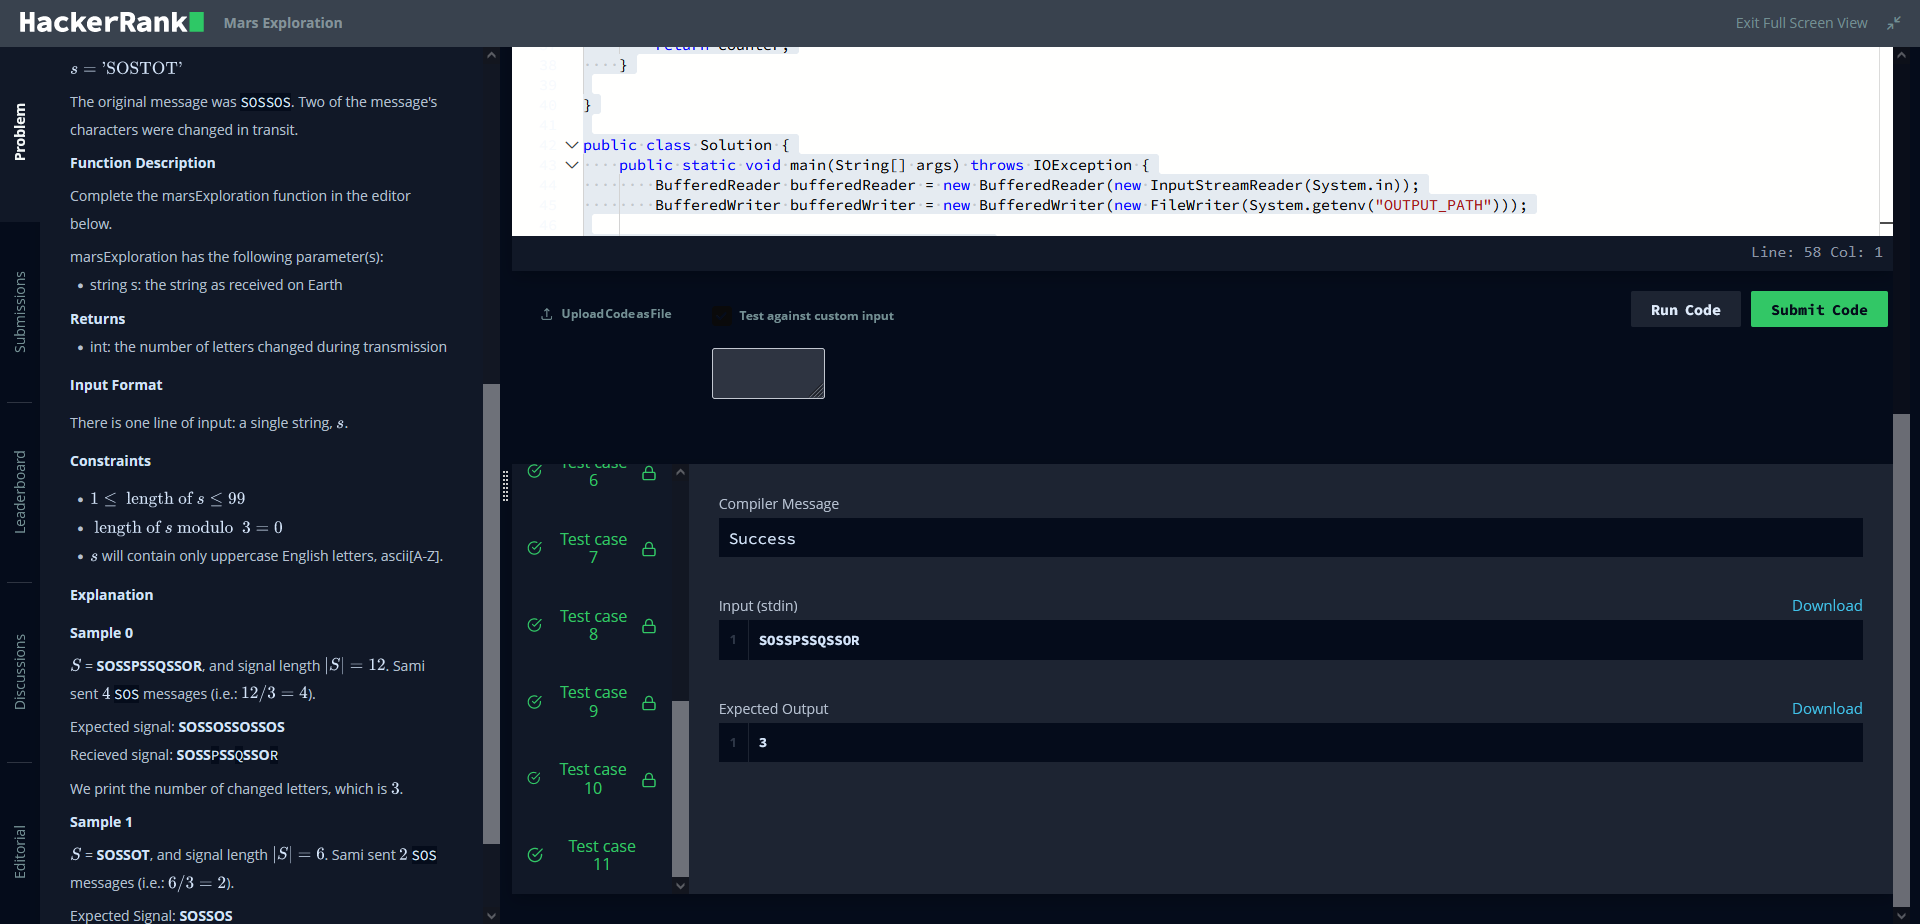 HackerRank
Mars Exploration
Exit Full Screen View
Problem
Submissions
Leaderboard
Discussions
Editorial
s = 'SOSTOT'
The original message was SOSSOS. Two of the message's
characters were changed in transit.
Function Description
Complete the marsExploration function in the editor
below.
marsExploration has the following parameter(s):
• string s: the string as received on Earth
Returns
• int: the number of letters changed during transmission
Input Format
There is one line of input: a single string, s.
Constraints
• 1 ≤ length of s ≤ 99
• length of s modulo 3 = 0
• s will contain only uppercase English letters, ascii[A-Z].
Explanation
Sample 0
S = SOSSPSSQSSOR, and signal length |S| = 12. Sami
sent 4 SOS messages (i.e.: 12/3 = 4).
Expected signal: SOSSOSSOSSOS
Recieved signal: SOSSPSSQSSOR
We print the number of changed letters, which is 3.
Sample 1
S = SOSSOT, and signal length |S| = 6. Sami sent 2 SOS
messages (i.e.: 6/3 = 2).
Expected Signal: SOSSOS
return counter;
38 }
39
40 }
41
42 public class Solution {
43 public static void main(String[] args) throws IOException {
44 BufferedReader bufferedReader = new BufferedReader(new InputStreamReader(System.in));
45 BufferedWriter bufferedWriter = new BufferedWriter(new FileWriter(System.getenv("OUTPUT_PATH")));
46
Line: 58 Col: 1
Upload Code as File
Test against custom input
Run Code
Submit Code
Test case
6
Test case
7
Test case
8
Test case
9
Test case
10
Test case
11
Compiler Message
Success
Input (stdin)
Download
1 SOSSPSSQSSOR
Expected Output
Download
1 3